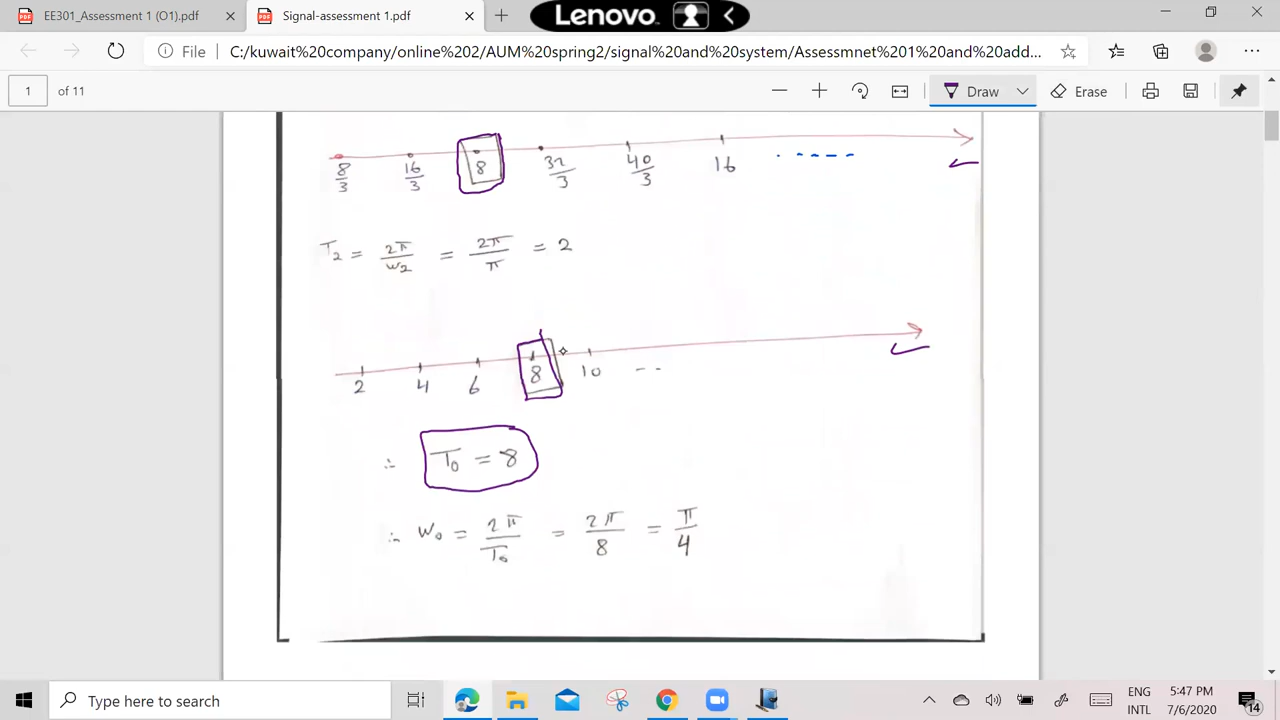 EE301_Assessment 1 (O1).pdf
Signal-assessment 1.pdf
Lenovo
File
C:/kuwait%20company/online%202/AUM%20spring2/signal%20and%20system/Assessmnet%201%20and%20add...
1 of 11
Draw
Erase
8/3 16/3 8 32/3 40/3 16 . - - - -
T₂ = 2π/w₂ = 2π/π = 2
2 4 6 8 10 - -
∴ T₀ = 8
∴ w₀ = 2π/T₀ = 2π/8 = π/4
Type here to search
ENG
INTL
5:47 PM
7/6/2020
14